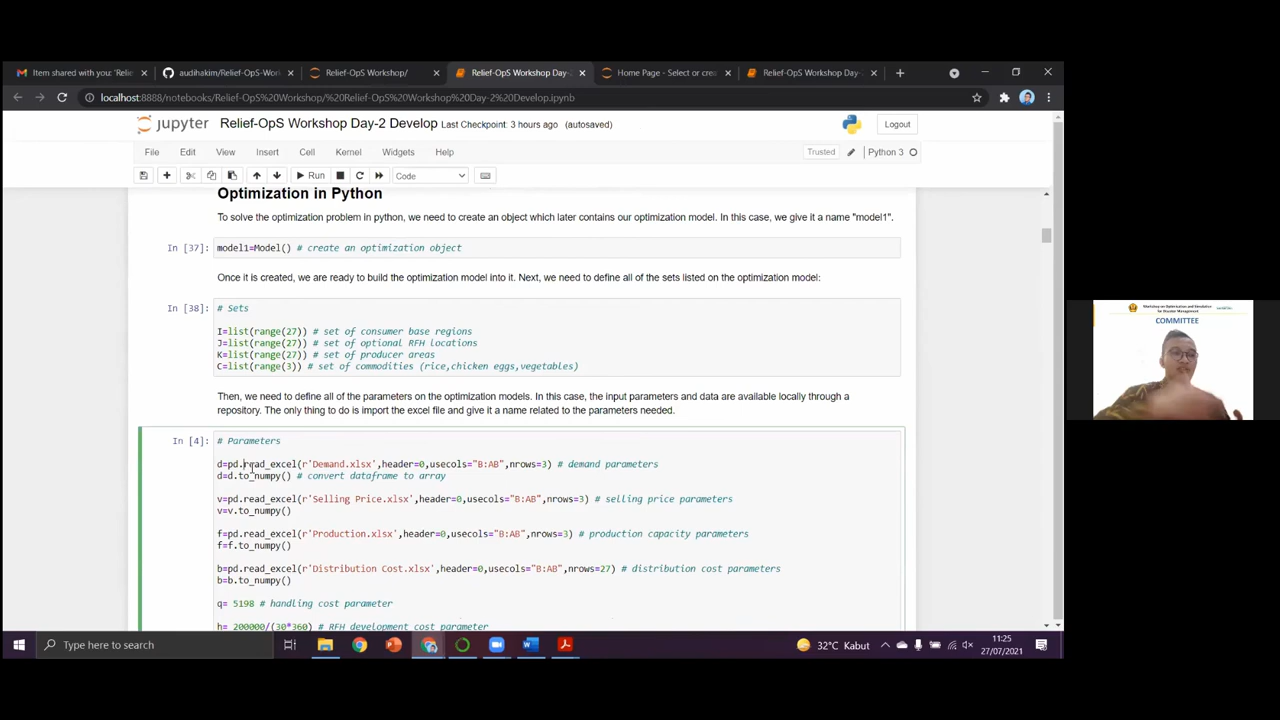 Item shared with you: 'Relie
audihakim/Relief-OpS-Work
Relief-OpS Workshop/
Relief-OpS Workshop Day-2
Home Page - Select or crea
Relief-OpS Workshop Day-
localhost:8888/notebooks/Relief-OpS%20Workshop/%20Relief-OpS%20Workshop%20Day-2%20Develop.ipynb
jupyter Relief-OpS Workshop Day-2 Develop Last Checkpoint: 3 hours ago (autosaved)
Logout
File Edit View Insert Cell Kernel Widgets Help
Trusted Python 3
Run Code
Optimization in Python
To solve the optimization problem in python, we need to create an object which later contains our optimization model. In this case, we give it a name "model1".
In [37]: model1=Model() # create an optimization object
Once it is created, we are ready to build the optimization model into it. Next, we need to define all of the sets listed on the optimization model:
In [38]: # Sets
I=list(range(27)) # set of consumer base regions
J=list(range(27)) # set of optional RFH locations
K=list(range(27)) # set of producer areas
C=list(range(3)) # set of commodities (rice,chicken eggs,vegetables)
Then, we need to define all of the parameters on the optimization models. In this case, the input parameters and data are available locally through a
repository. The only thing to do is import the excel file and give it a name related to the parameters needed.
In [4]: # Parameters
d=pd.read_excel(r'Demand.xlsx',header=0,usecols="B:AB",nrows=3) # demand parameters
d=d.to_numpy() # convert dataframe to array
v=pd.read_excel(r'Selling Price.xlsx',header=0,usecols="B:AB",nrows=3) # selling price parameters
v=v.to_numpy()
f=pd.read_excel(r'Production.xlsx',header=0,usecols="B:AB",nrows=3) # production capacity parameters
f=f.to_numpy()
b=pd.read_excel(r'Distribution Cost.xlsx',header=0,usecols="B:AB",nrows=27) # distribution cost parameters
b=b.to_numpy()
q= 5198 # handling cost parameter
h= 200000/(30*360) # RFH development cost parameter
Workshop on Optimization and Simulation
for Disaster Management
COMMITTEE
Type here to search
32°C Kabut
11:25
27/07/2021